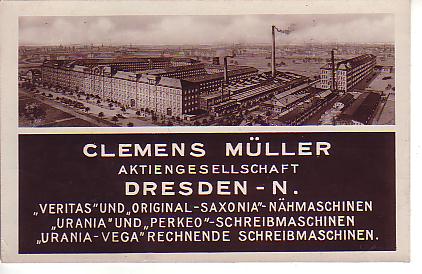 CLEMENS MÜLLER
AKTIENGESELLSCHAFT
DRESDEN-N.
„VERITAS" UND „ORIGINAL-SAXONIA"-NÄHMASCHINEN
„URANIA" UND „PERKEO"-SCHREIBMASCHINEN
„URANIA-VEGA" RECHNENDE SCHREIBMASCHINEN.